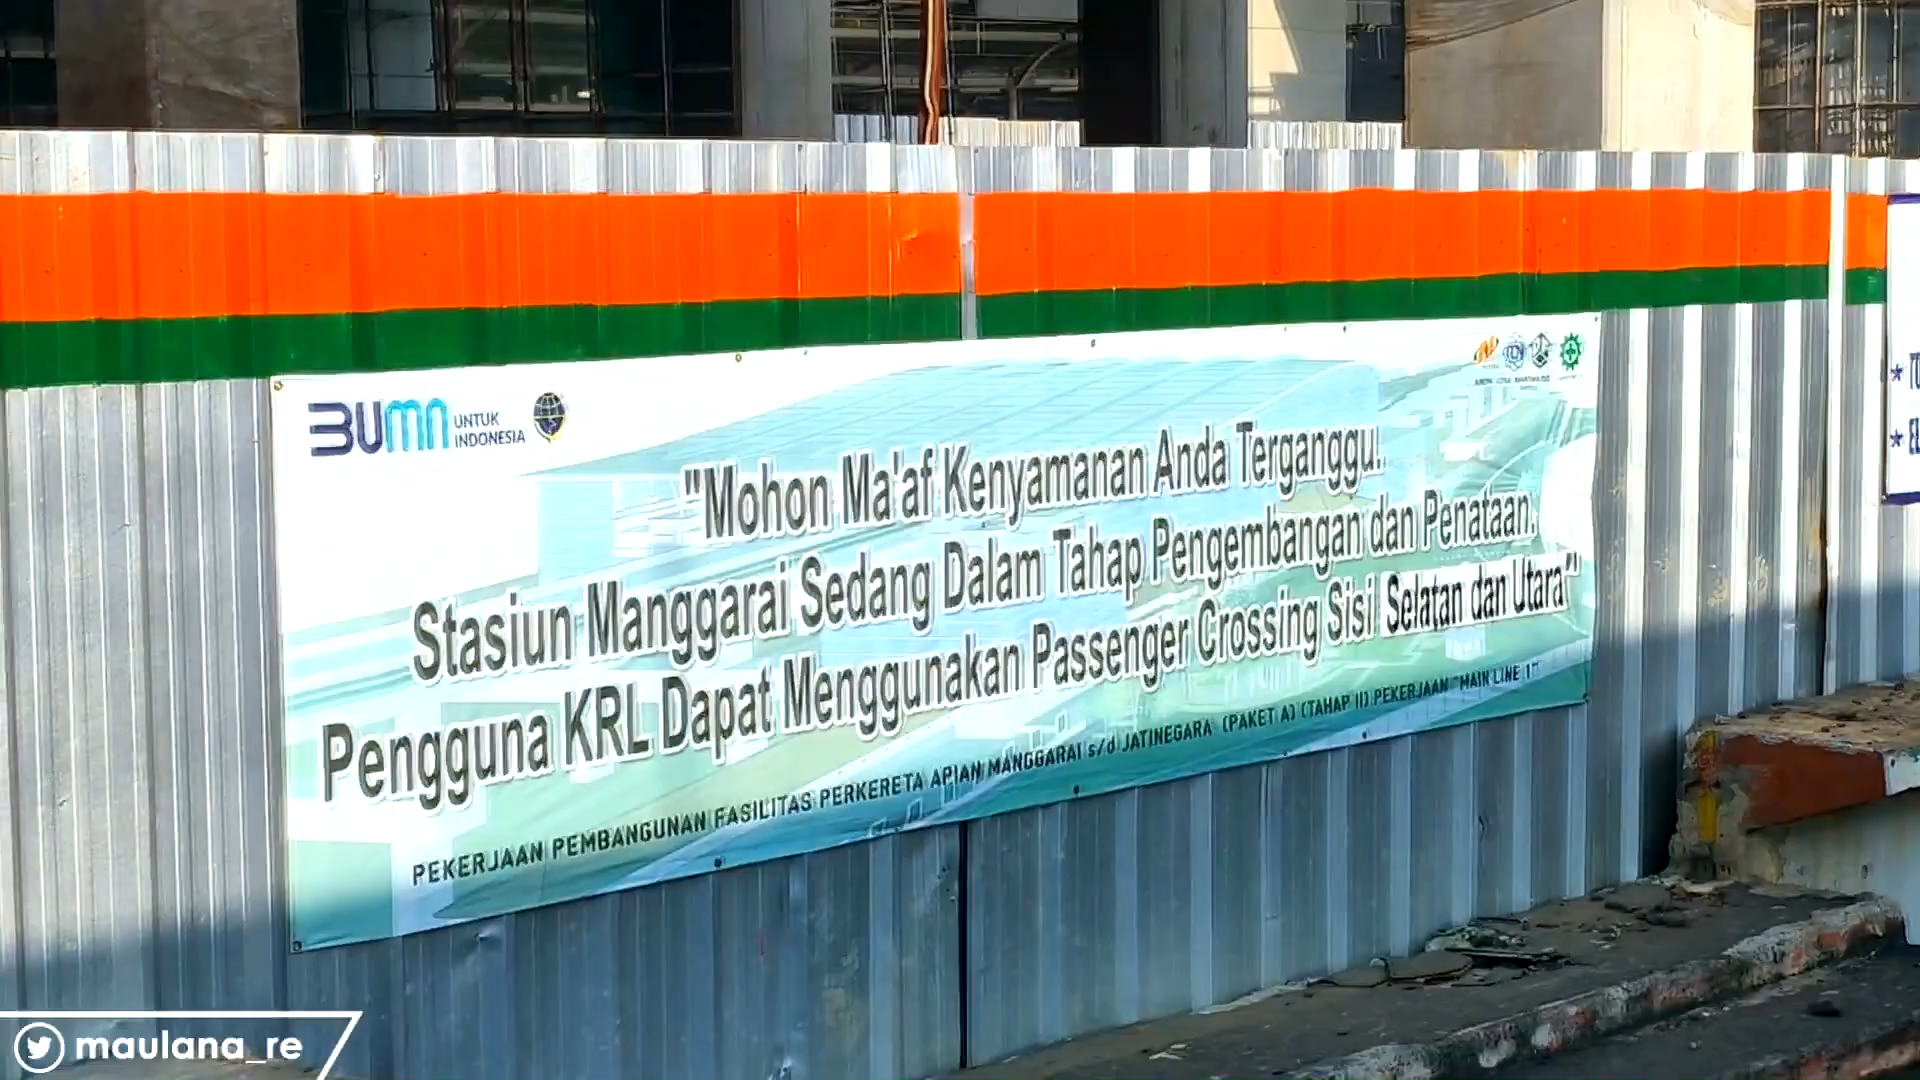 BUMN UNTUK
INDONESIA
"Mohon Ma'af Kenyamanan Anda Terganggu.
Stasiun Manggarai Sedang Dalam Tahap Pengembangan dan Penataan.
Pengguna KRL Dapat Menggunakan Passenger Crossing Sisi Selatan dan Utara"
PEKERJAAN PEMBANGUNAN FASILITAS PERKERETA APIAN MANGGARAI s/d JATINEGARA (PAKET A) (TAHAP II) PEKERJAAN "MAIN LINE 1"
maulana_re